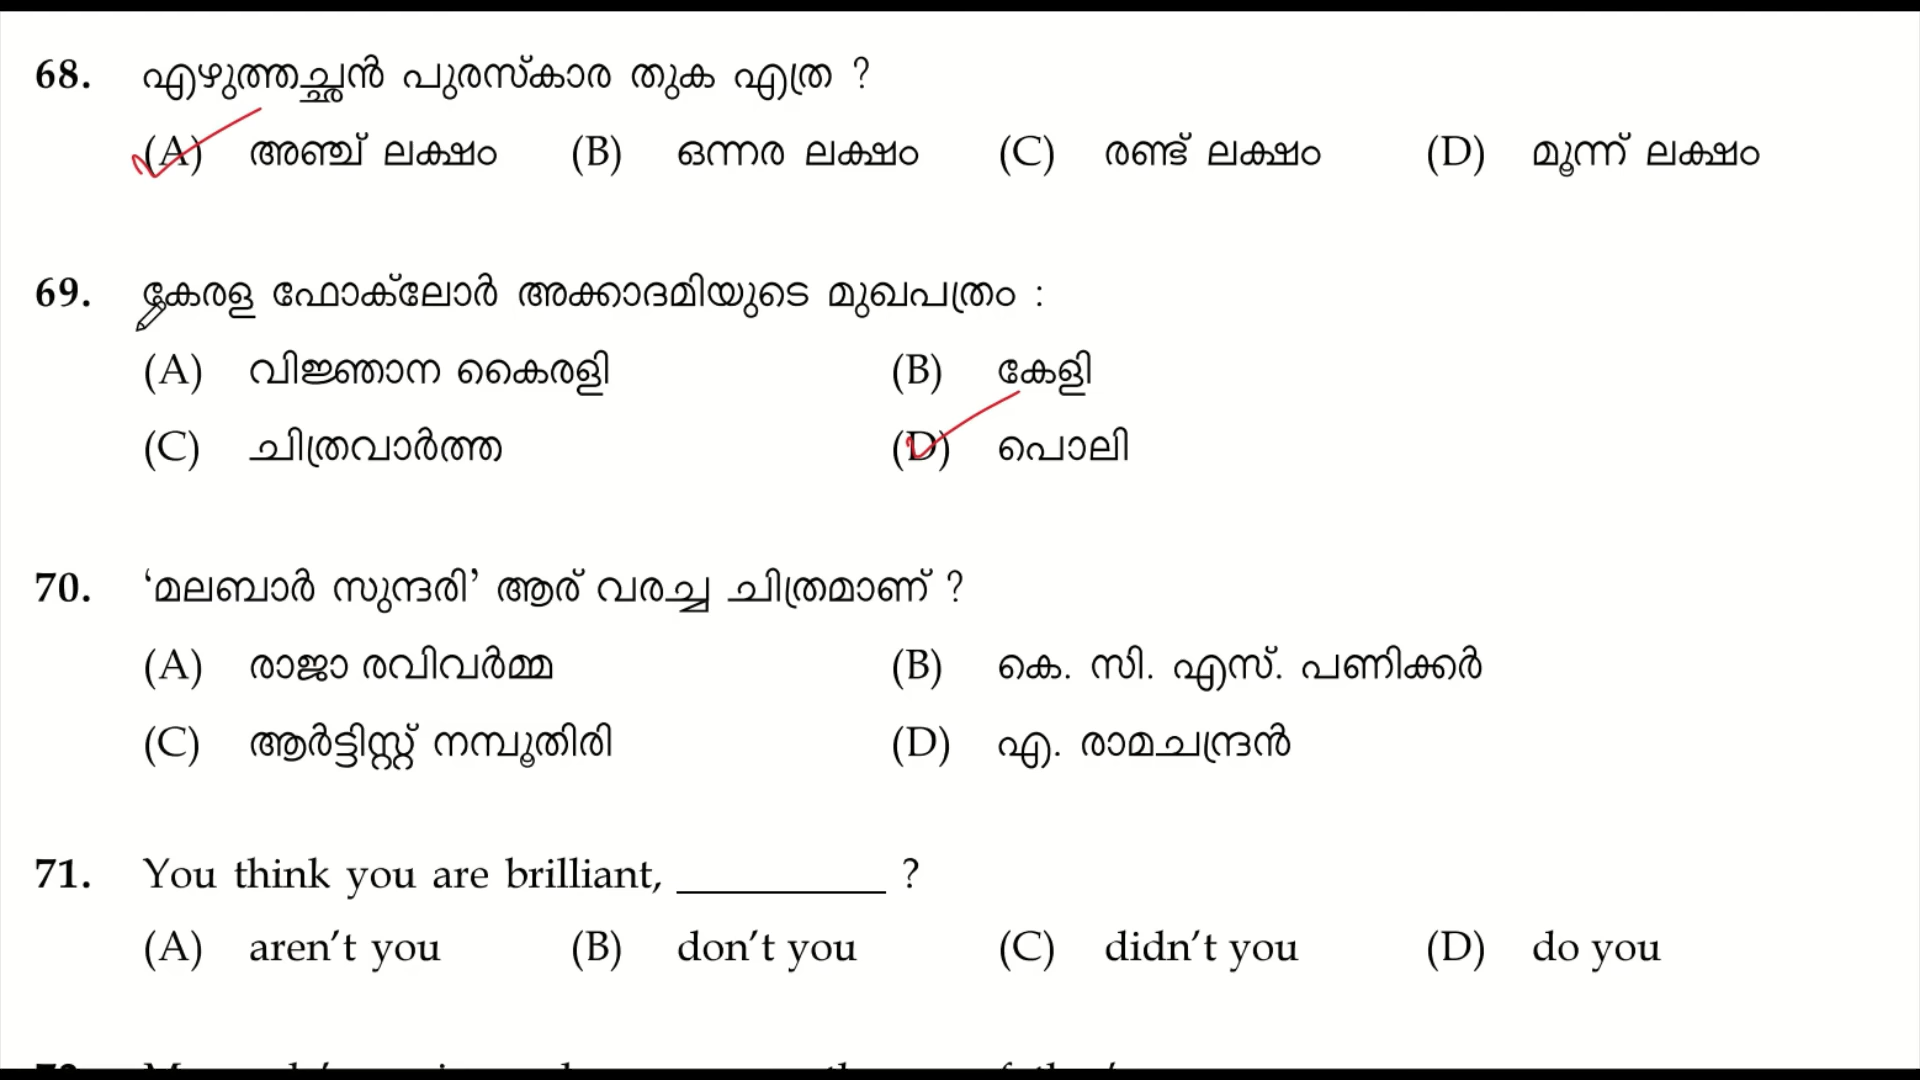 68. എഴുത്തച്ഛൻ പുരസ്കാര തുക എത്ര ?
(A) അഞ്ച് ലക്ഷം (B) ഒന്നര ലക്ഷം (C) രണ്ട് ലക്ഷം (D) മൂന്ന് ലക്ഷം
69. കേരള ഫോക്‌ലോർ അക്കാദമിയുടെ മുഖപത്രം :
(A) വിജ്ഞാന കൈരളി (B) കേളി
(C) ചിത്രവാർത്ത (D) പൊലി
70. ‘മലബാർ സുന്ദരി’ ആര് വരച്ച ചിത്രമാണ് ?
(A) രാജാ രവിവർമ്മ (B) കെ. സി. എസ്. പണിക്കർ
(C) ആർട്ടിസ്റ്റ് നമ്പൂതിരി (D) എ. രാമചന്ദ്രൻ
71. You think you are brilliant, __________ ?
(A) aren’t you (B) don’t you (C) didn’t you (D) do you